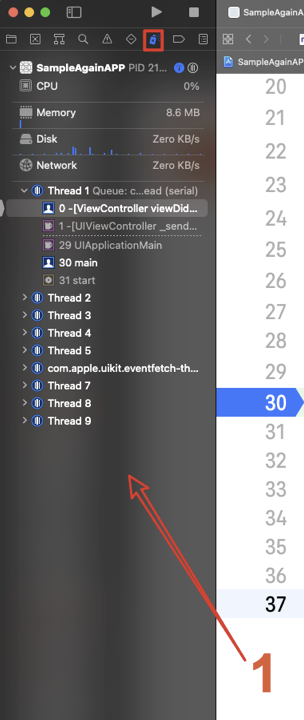 SampleAgainAPP
SampleAgainAPP PID 21...
CPU 0%
Memory 8.6 MB
Disk Zero KB/s
Network Zero KB/s
Thread 1 Queue: c...ead (serial)
0 -[ViewController viewDid...
1 -[UIViewController _send...
29 UIApplicationMain
30 main
31 start
Thread 2
Thread 3
Thread 4
Thread 5
com.apple.uikit.eventfetch-th...
Thread 7
Thread 8
Thread 9
1
SampleAgainAPP
20
21
22
23
24
25
26
27
28
29
30
31
32
33
34
35
36
37